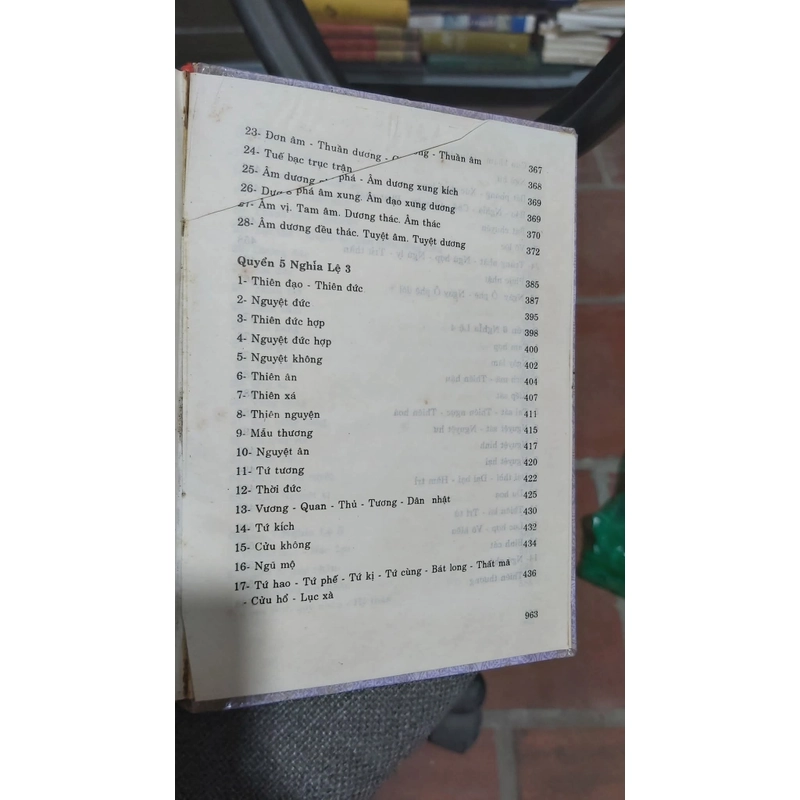 23- Đơn âm - Thuần dương - - Thuần âm 367
24- Tuế bạc trục trận 368
25- Âm dương phá - Âm dương xung kích 369
26- phá âm xung. Âm đạo xung dương 369
Âm vị. Tam âm. Dương thác. Âm thác 370
28- Âm dương đều thác. Tuyệt âm. Tuyệt dương 372
Quyển 5 Nghĩa Lệ 3
1- Thiên đạo - Thiên đức 385
2- Nguyệt đức 387
3- Thiên đức hợp 395
4- Nguyệt đức hợp 398
5- Nguyệt không 400
6- Thiên ân 402
7- Thiên xá 404
8- Thiên nguyện 407
9- Mẫu thương 411
10- Nguyệt ân 415
11- Tứ tương 417
12- Thời đức 420
13- Vương - Quan - Thủ - Tương - Dân nhật 422
14- Tứ kích 425
15- Cửu không 430
16- Ngũ mộ 432
17- Tứ hao - Tứ phế - Tứ kị - Tứ cùng - Bát long - Thất mã 434
- Cửu hổ - Lục xà 436
963